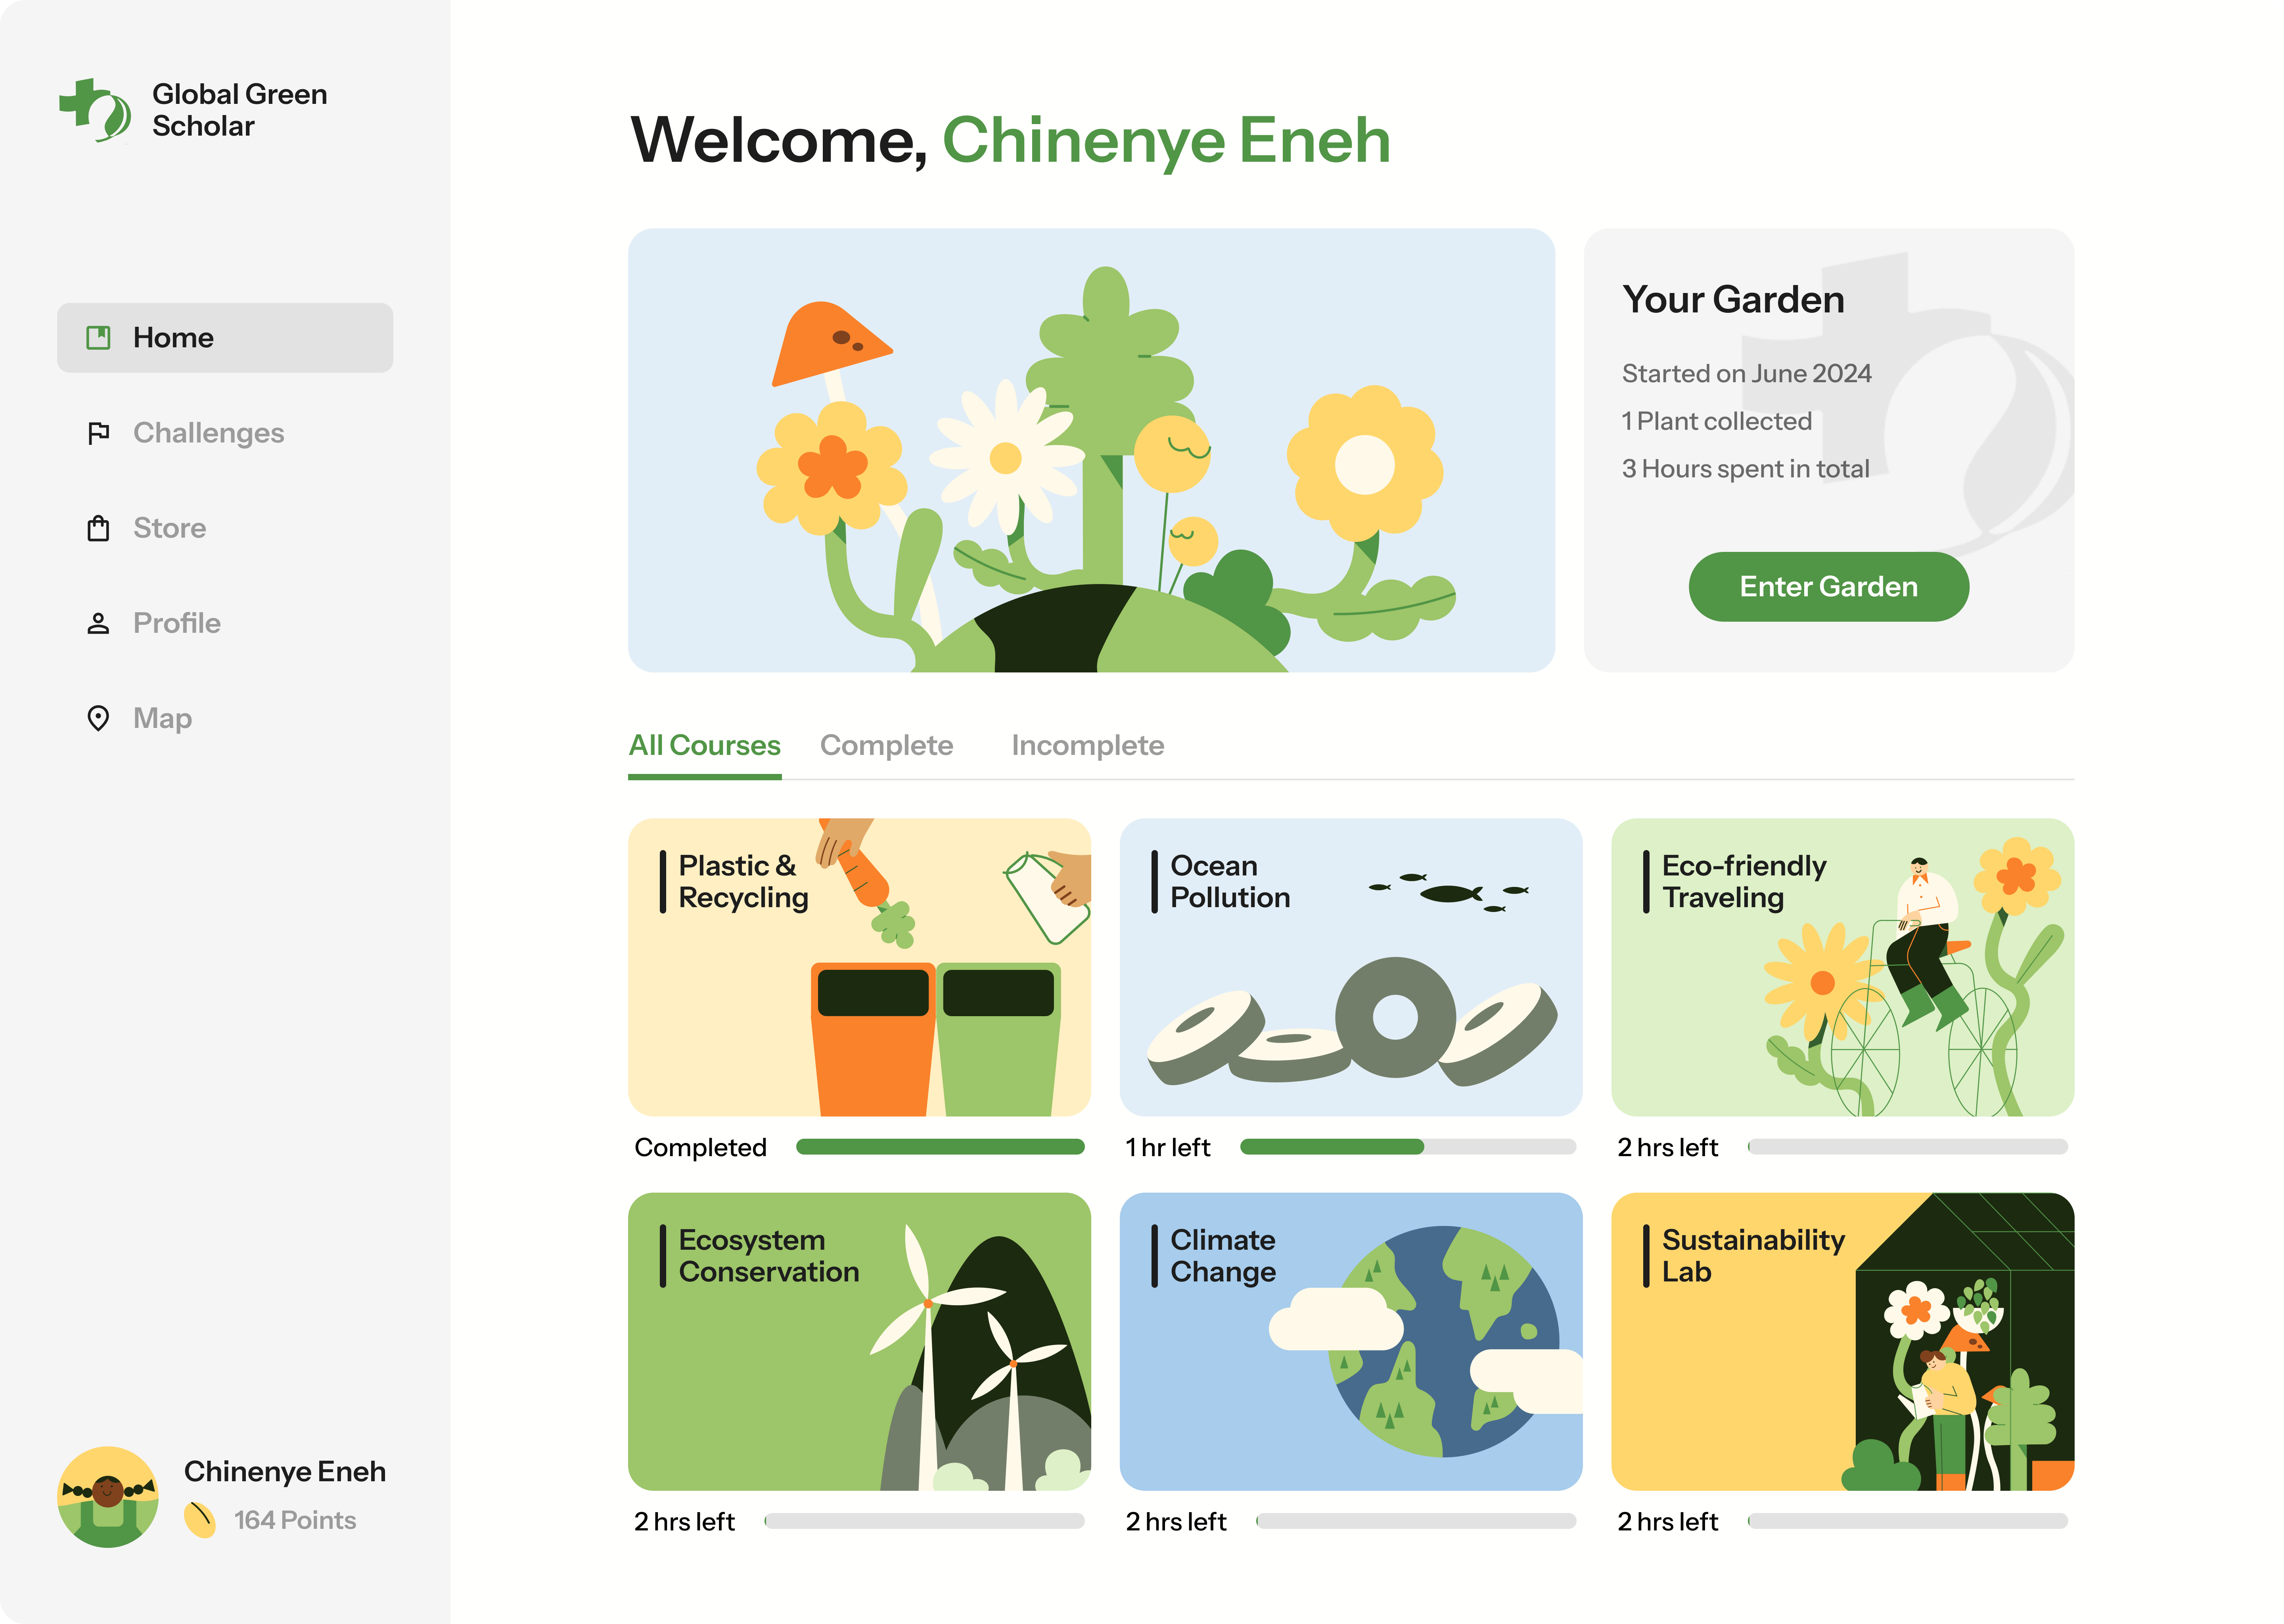 Global Green
Scholar
Home
Challenges
Store
Profile
Map
Chinenye Eneh
164 Points
Welcome, Chinenye Eneh
Your Garden
Started on June 2024
1 Plant collected
3 Hours spent in total
Enter Garden
All Courses
Complete
Incomplete
Plastic &
Recycling
Completed
Ocean
Pollution
1 hr left
Eco-friendly
Traveling
2 hrs left
Ecosystem
Conservation
2 hrs left
Climate
Change
2 hrs left
Sustainability
Lab
2 hrs left